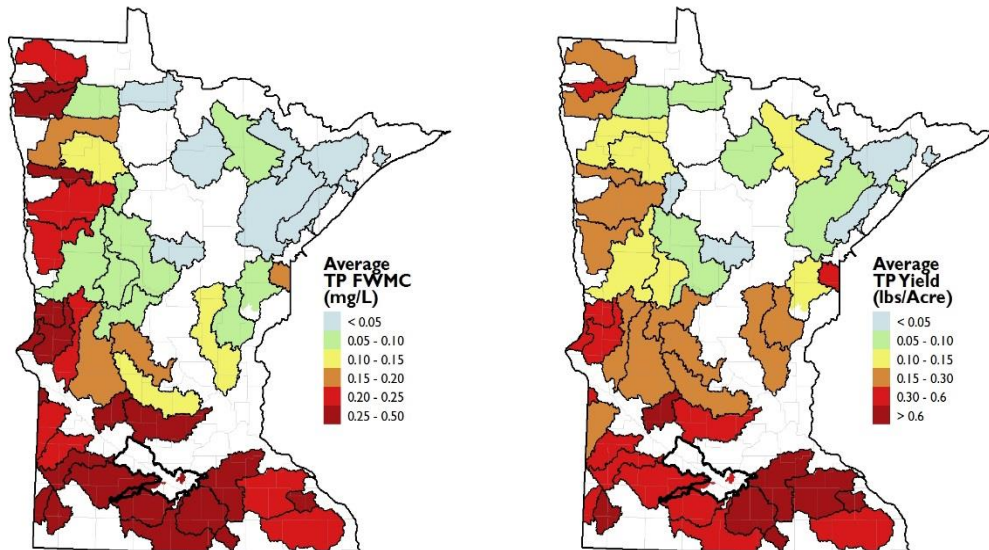 Average
TP FWMC
(mg/L)
< 0.05
0.05 - 0.10
0.10 - 0.15
0.15 - 0.20
0.20 - 0.25
0.25 - 0.50
Average
TP Yield
(lbs/Acre)
< 0.05
0.05 - 0.10
0.10 - 0.15
0.15 - 0.30
0.30 - 0.6
> 0.6